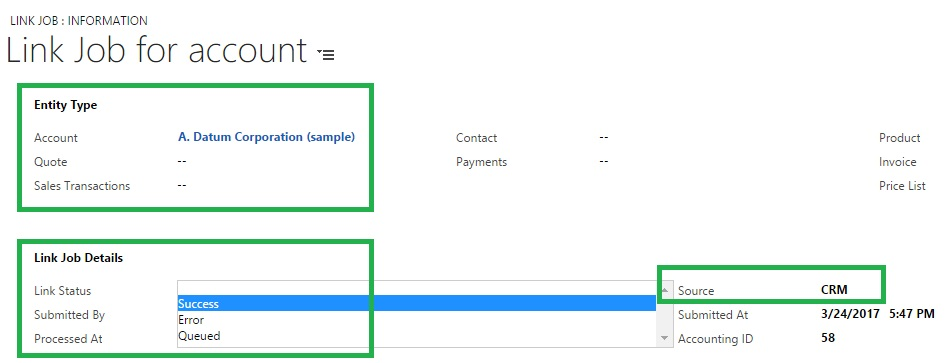 LINK JOB : INFORMATION
Link Job for account
Entity Type
Account A. Datum Corporation (sample) Contact -- Product
Quote -- Payments -- Invoice
Sales Transactions -- Price List
Link Job Details
Link Status Source CRM
Success
Submitted By Error Submitted At 3/24/2017 5:47 PM
Processed At Queued Accounting ID 58